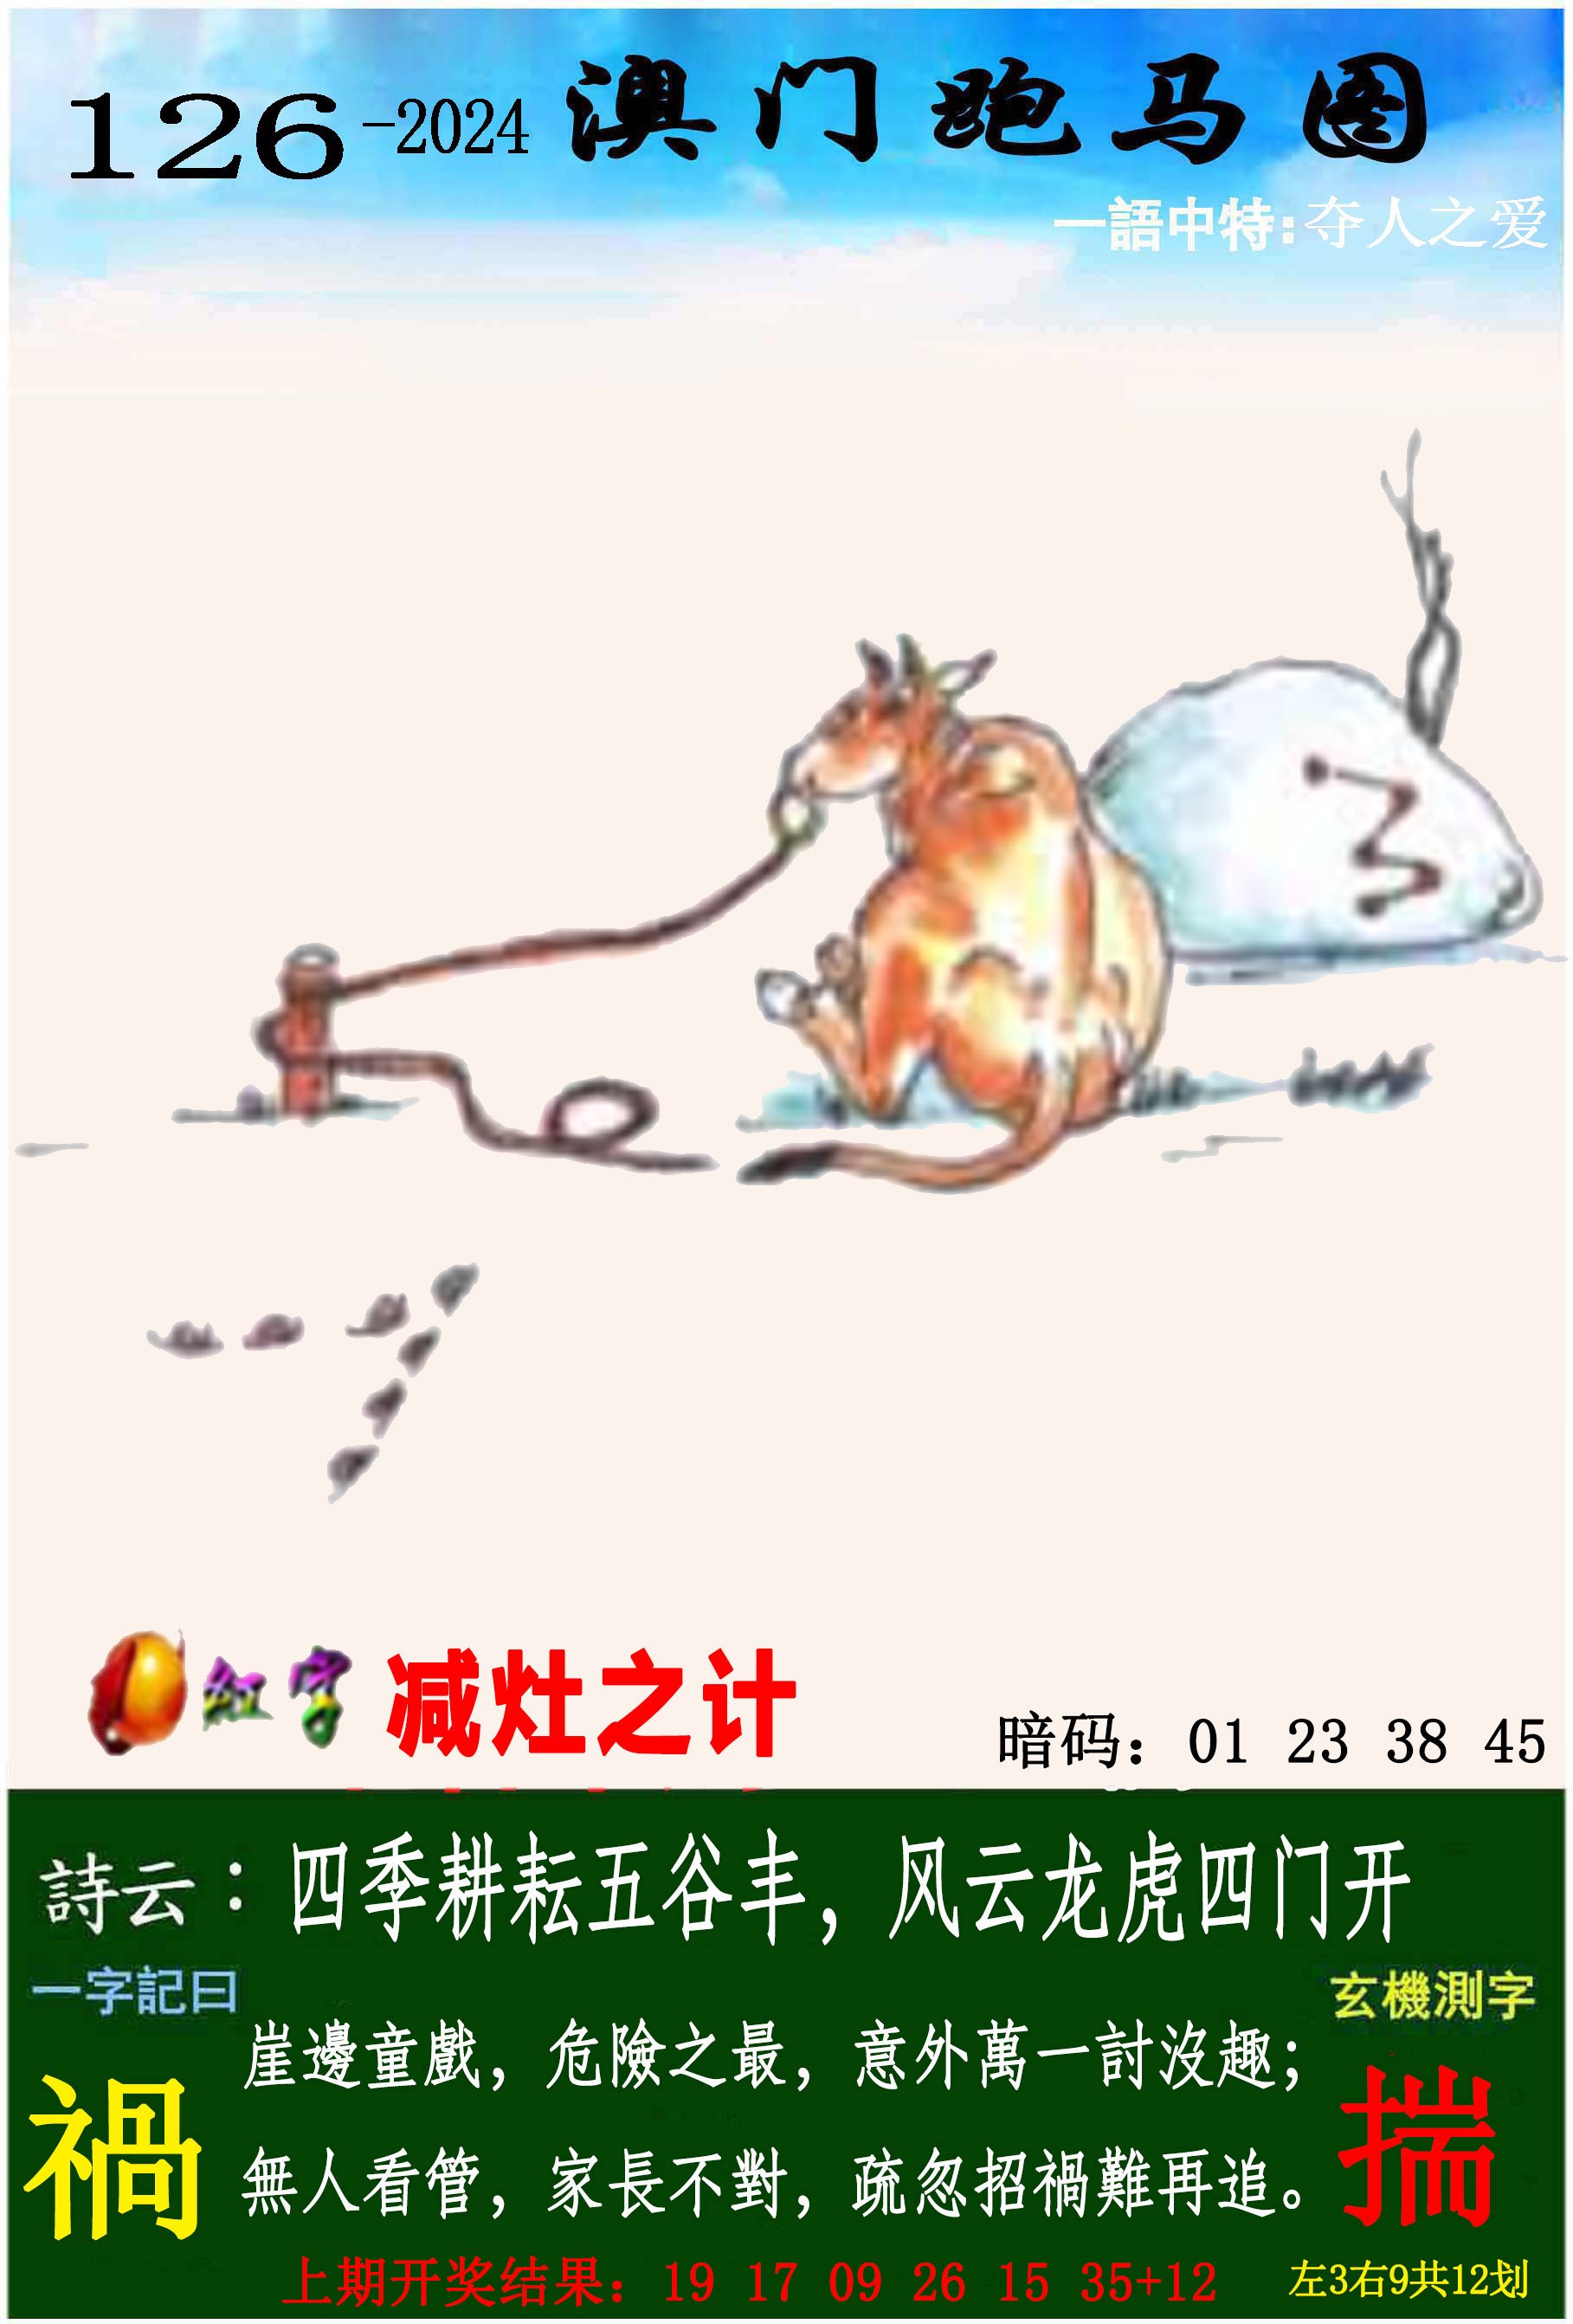 126-2024 澳门跑马图
一語中特:夺人之爱
红字 减灶之计
暗码：01 23 38 45
詩云：四季耕耘五谷丰，风云龙虎四门开
一字記曰
玄機測字
崖邊童戲，危險之最，意外萬一討沒趣；
禍
揣
無人看管，家長不對，疏忽招禍難再追。
上期开奖结果：19 17 09 26 15 35+12
左3右9共12划